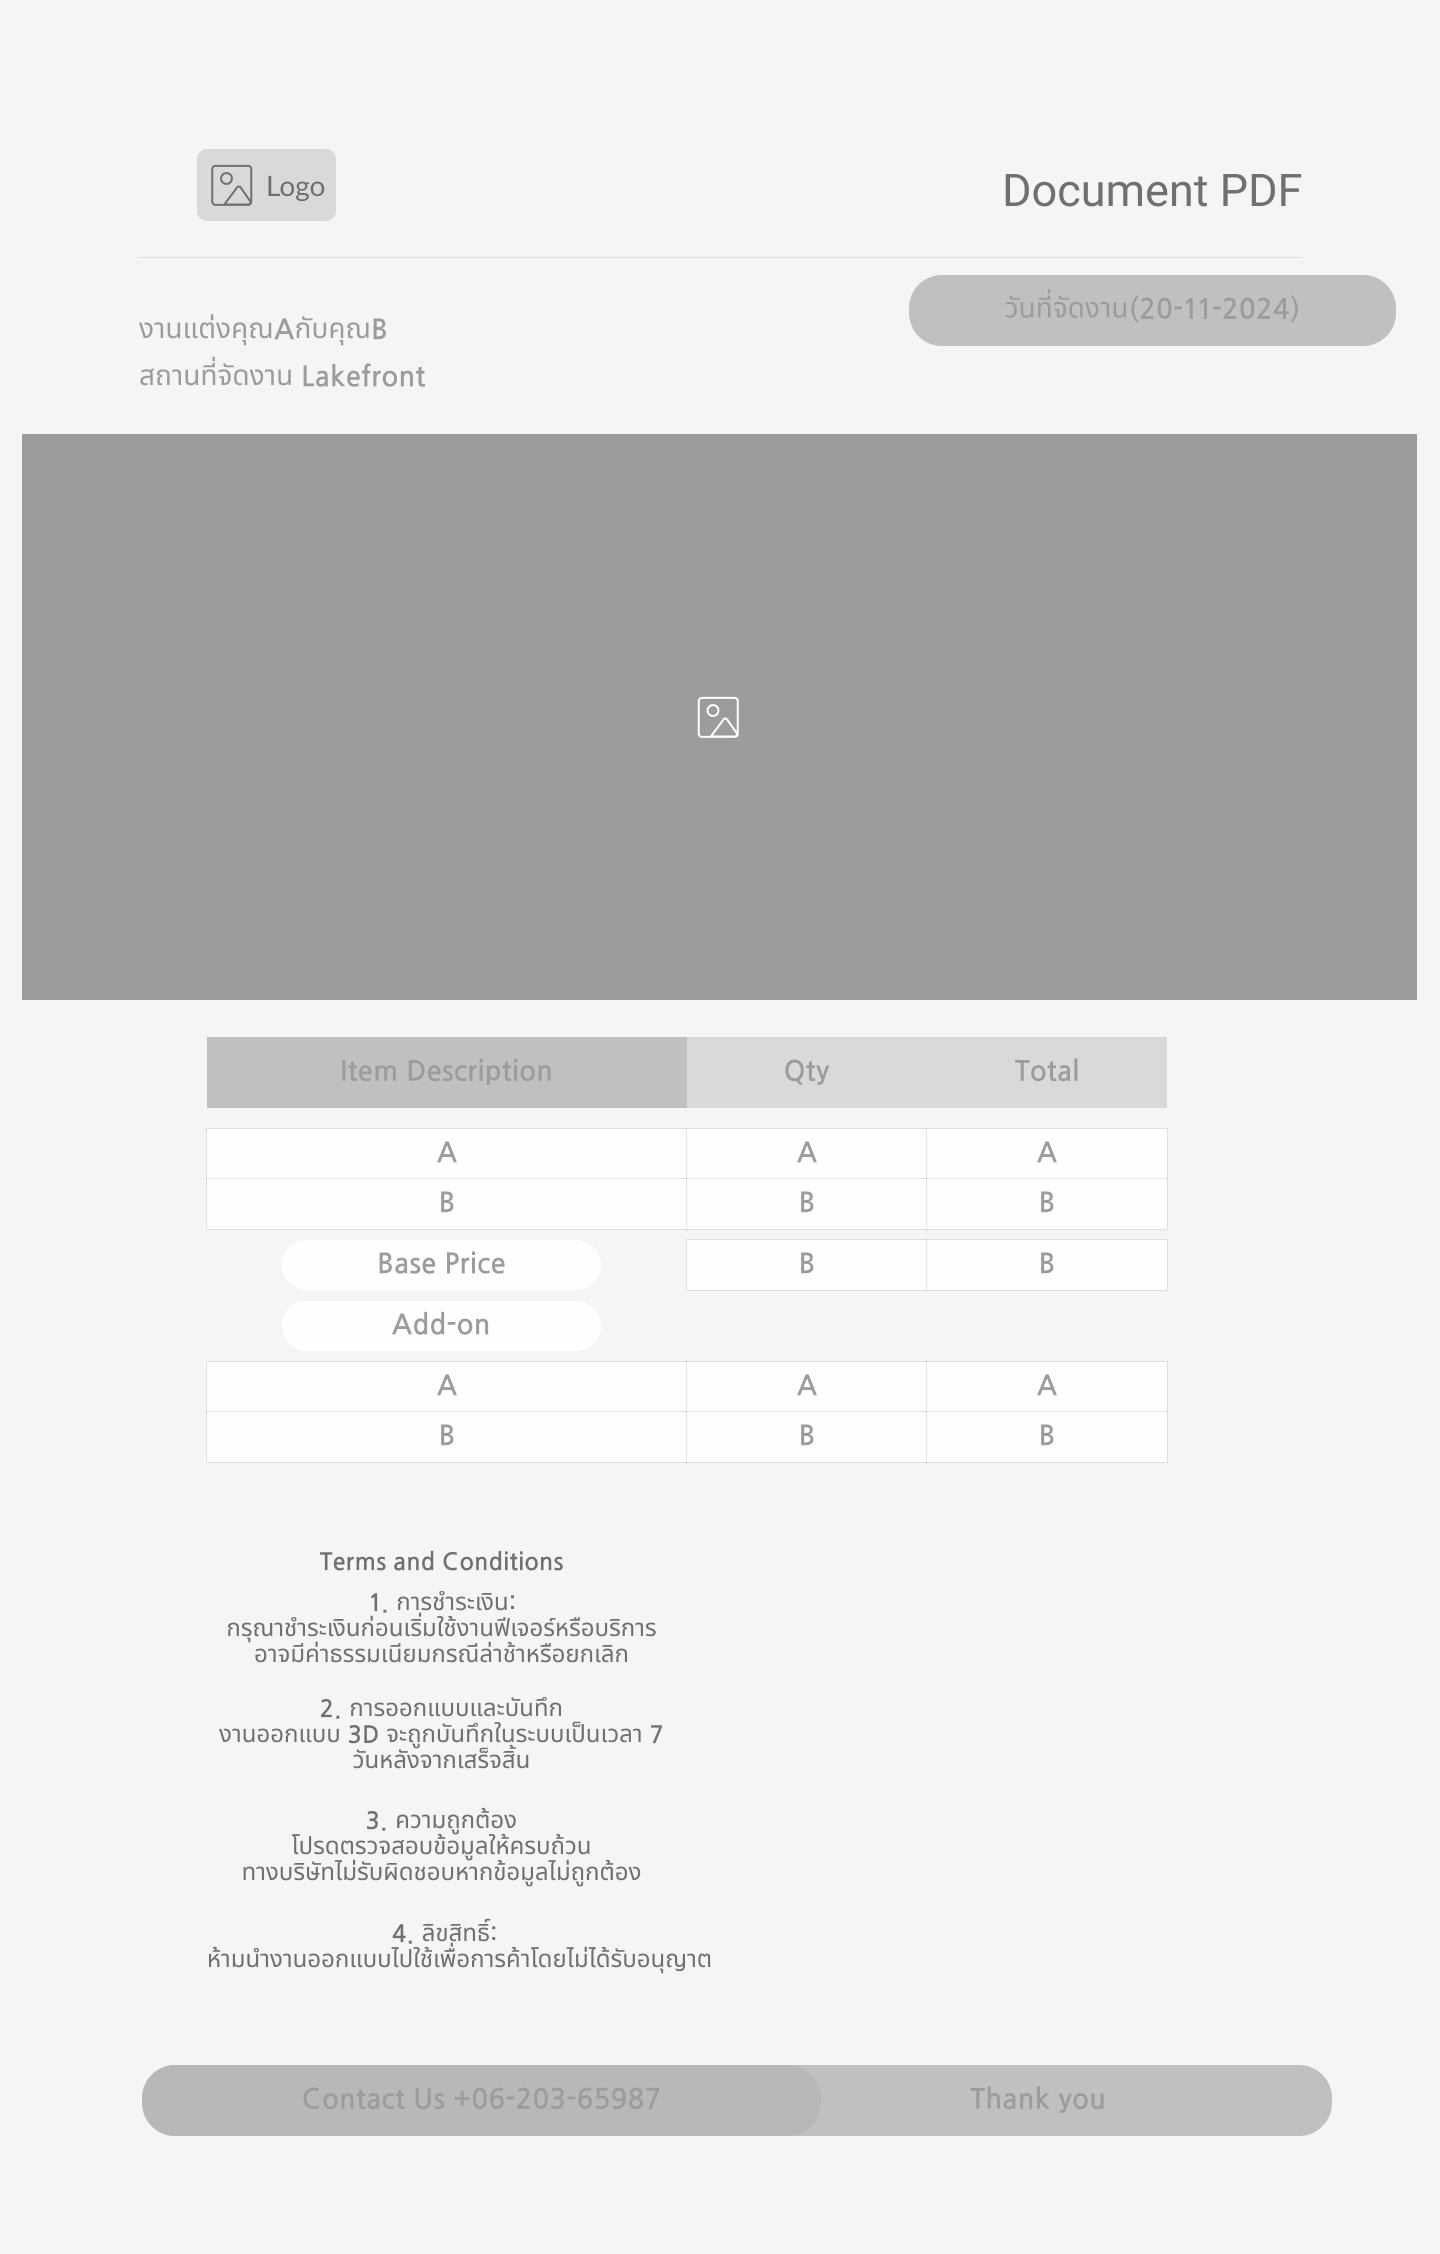 Logo
Document PDF
วันที่จัดงาน(20-11-2024)
งานแต่งคุณAกับคุณB
สถานที่จัดงาน Lakefront
Item Description Qty Total
A A A
B B B
Base Price B B
Add-on
A A A
B B B
Terms and Conditions
1. การชำระเงิน:
กรุณาชำระเงินก่อนเริ่มใช้งานฟีเจอร์หรือบริการ
อาจมีค่าธรรมเนียมกรณีล่าช้าหรือยกเลิก
2. การออกแบบและบันทึก
งานออกแบบ 3D จะถูกบันทึกในระบบเป็นเวลา 7
วันหลังจากเสร็จสิ้น
3. ความถูกต้อง
โปรดตรวจสอบข้อมูลให้ครบถ้วน
ทางบริษัทไม่รับผิดชอบหากข้อมูลไม่ถูกต้อง
4. ลิขสิทธิ์:
ห้ามนำงานออกแบบไปใช้เพื่อการค้าโดยไม่ได้รับอนุญาต
Contact Us +06-203-65987 Thank you